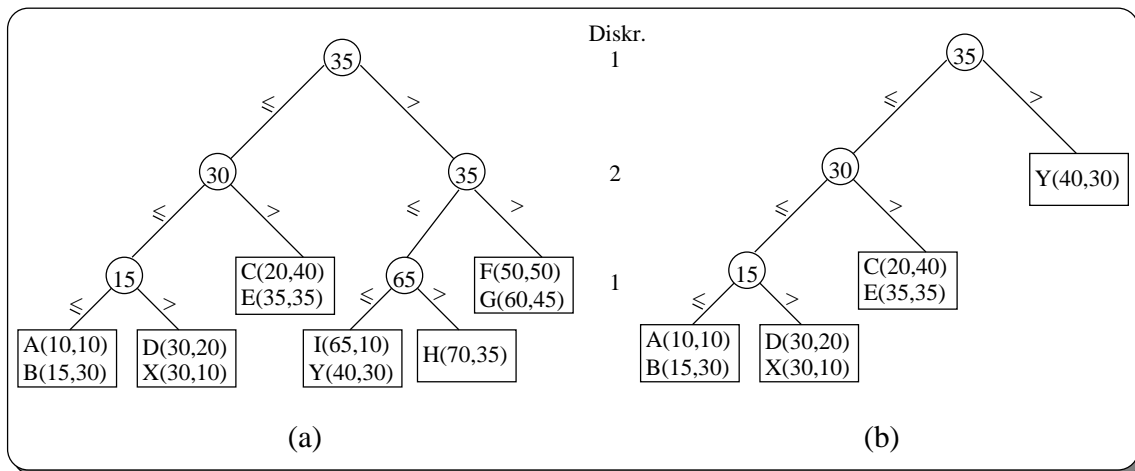 Diskr.
35 1 35
≤ > ≤ >
30 35 2 30 Y(40,30)
≤ > ≤ > ≤ >
15 C(20,40) 65 F(50,50) 1 15 C(20,40)
E(35,35) G(60,45) E(35,35)
≤ > ≤ > ≤ >
A(10,10) D(30,20) I(65,10) H(70,35) A(10,10) D(30,20)
B(15,30) X(30,10) Y(40,30) B(15,30) X(30,10)
(a) (b)